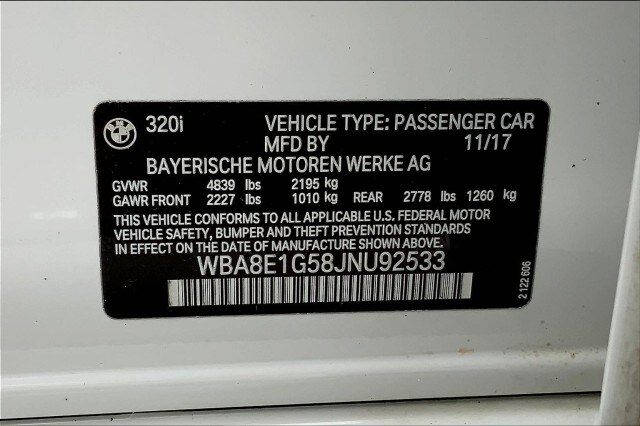 BMW 320i VEHICLE TYPE: PASSENGER CAR
MFD BY 11/17
BAYERISCHE MOTOREN WERKE AG
GVWR 4839 lbs 2195 kg
GAWR FRONT 2227 lbs 1010 kg REAR 2778 lbs 1260 kg
THIS VEHICLE CONFORMS TO ALL APPLICABLE U.S. FEDERAL MOTOR
VEHICLE SAFETY, BUMPER AND THEFT PREVENTION STANDARDS
IN EFFECT ON THE DATE OF MANUFACTURE SHOWN ABOVE.
WBA8E1G58JNU92533
2 122 606